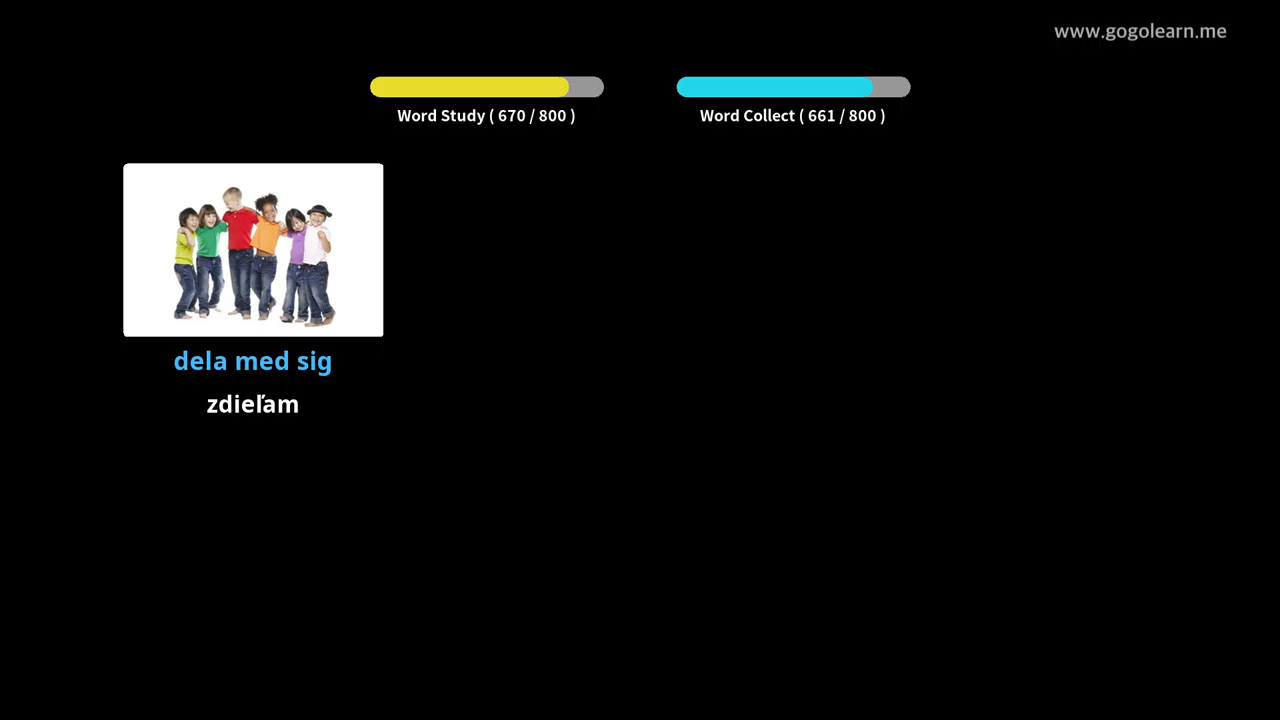 www.gogolearn.me
Word Study ( 670 / 800 )
Word Collect ( 661 / 800 )
dela med sig
zdieľam